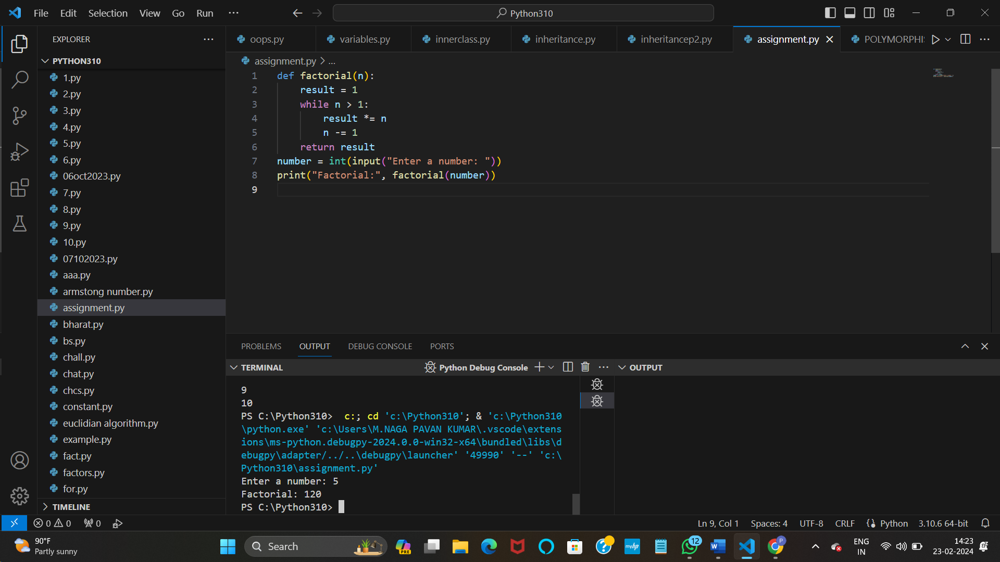 File Edit Selection View Go Run ···
Python310
EXPLORER
PYTHON310
1.py
2.py
3.py
4.py
5.py
6.py
06oct2023.py
7.py
8.py
9.py
10.py
07102023.py
aaa.py
armstong number.py
assignment.py
bharat.py
bs.py
chall.py
chat.py
chcs.py
constant.py
euclidian algorithm.py
example.py
fact.py
factors.py
for.py
TIMELINE
oops.py variables.py innerclass.py inheritance.py inheritancep2.py assignment.py POLYMORPHI
assignment.py > ...
1 def factorial(n):
2     result = 1
3     while n > 1:
4         result *= n
5         n -= 1
6     return result
7 number = int(input("Enter a number: "))
8 print("Factorial:", factorial(number))
9
PROBLEMS OUTPUT DEBUG CONSOLE PORTS
TERMINAL Python Debug Console
9
10
PS C:\Python310>  c:; cd 'c:\Python310'; & 'c:\Python310
\python.exe' 'c:\Users\M.NAGA PAVAN KUMAR\.vscode\extens
ions\ms-python.debugpy-2024.0.0-win32-x64\bundled\libs\d
ebugpy\adapter/../..\debugpy\launcher' '49990' '--' 'c:\
Python310\assignment.py'
Enter a number: 5
Factorial: 120
PS C:\Python310>
OUTPUT
0 0 0 Ln 9, Col 1 Spaces: 4 UTF-8 CRLF Python 3.10.6 64-bit
90°F
Partly sunny
Search
PRE
myhp
12
W
P
ENG
IN
14:23
23-02-2024